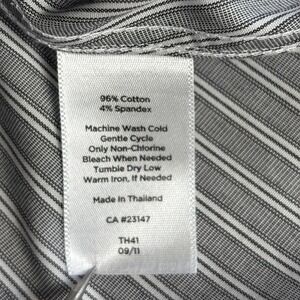 96% Cotton
4% Spandex
Machine Wash Cold
Gentle Cycle
Only Non-Chlorine
Bleach When Needed
Tumble Dry Low
Warm Iron, If Needed
Made in Thailand
CA #23147
TH41
09/11